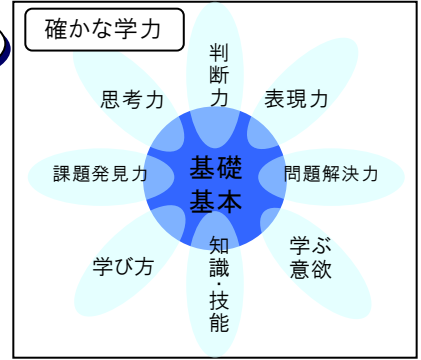 確かな学力
判断力
思考力
表現力
課題発見力
基礎
基本
問題解決力
学び方
知識・技能
学ぶ
意欲